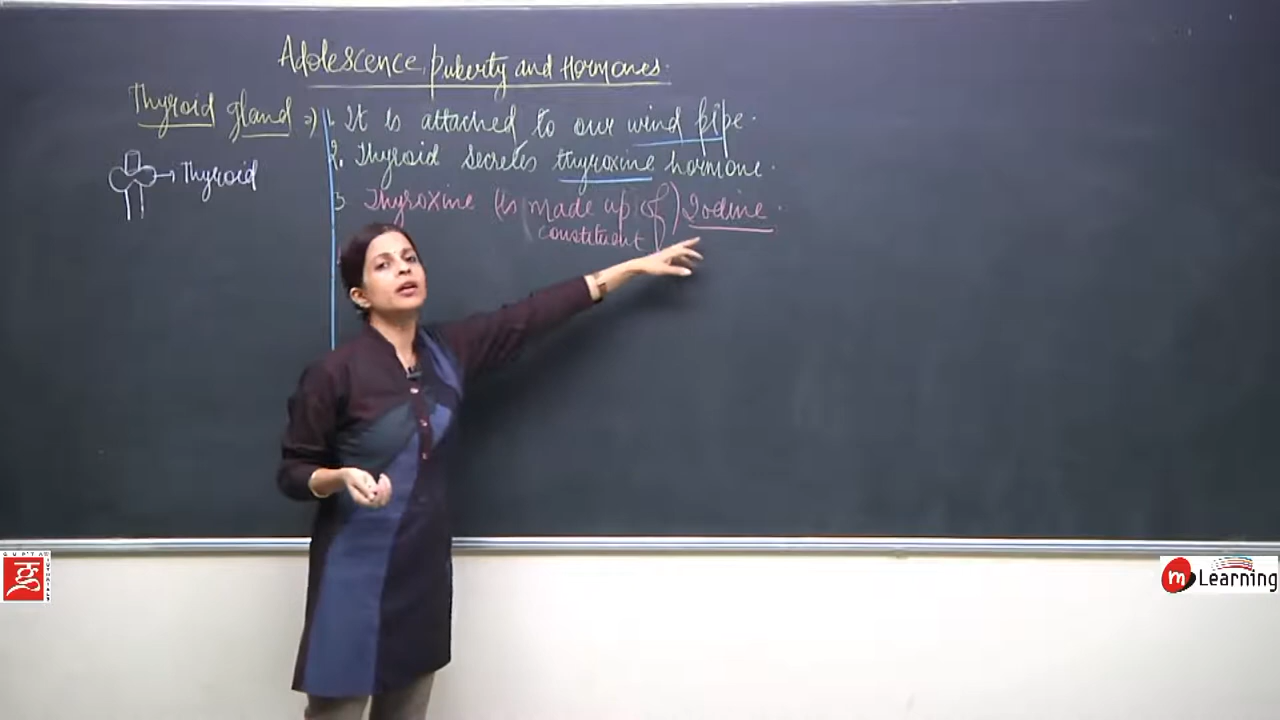 Adolescence, puberty and Hormones.
Thyroid gland => 1. It is attached to our wind pipe.
→ Thyroid
2. Thyroid secretes thyroxine hormone.
3. Thyroxine (is made up of) Iodine.
constituent
GUPTA
m Learning